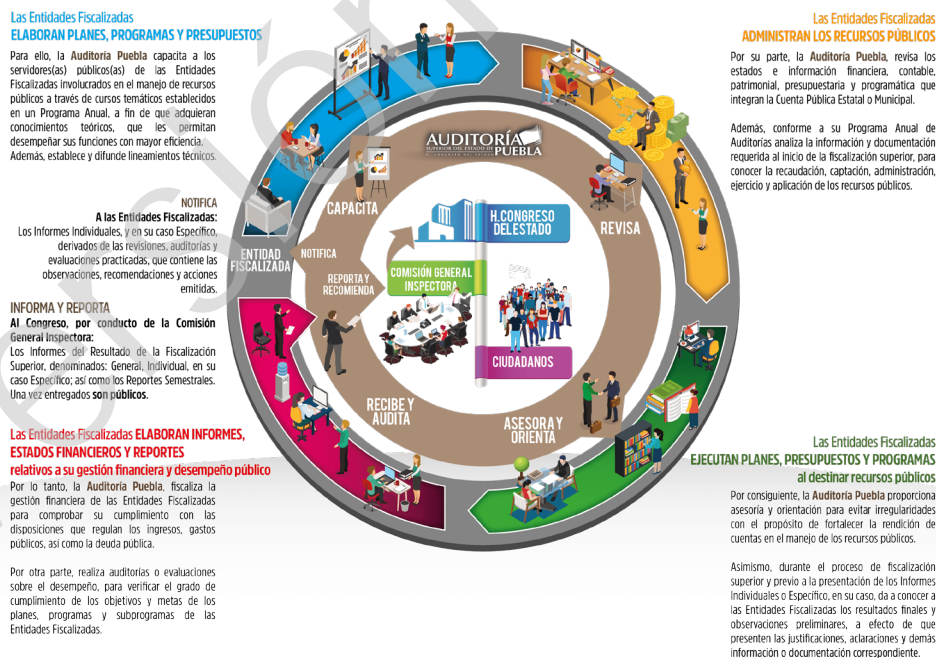 Las Entidades Fiscalizadas
ELABORAN PLANES, PROGRAMAS Y PRESUPUESTOS
Para ello, la Auditoría Puebla capacita a los
servidores(as) públicos(as) de las Entidades
Fiscalizadas involucrados en el manejo de recursos
públicos a través de cursos temáticos establecidos
en un Programa Anual, a fin de que adquieran
conocimientos teóricos, que les permitan
desempeñar sus funciones con mayor eficiencia.
Además, establece y difunde lineamientos técnicos.
NOTIFICA
A las Entidades Fiscalizadas:
Los Informes Individuales, y en su caso Específico,
derivados de las revisiones, auditorías y
evaluaciones practicadas, que contiene las
observaciones, recomendaciones y acciones
emitidas.
INFORMA Y REPORTA
Al Congreso, por conducto de la Comisión
General Inspectora:
Los Informes del Resultado de la Fiscalización
Superior, denominados: General, Individual, en su
caso Específico; así como los Reportes Semestrales.
Una vez entregados son públicos.
Las Entidades Fiscalizadas ELABORAN INFORMES,
ESTADOS FINANCIEROS Y REPORTES
relativos a su gestión financiera y desempeño público
Por lo tanto, la Auditoría Puebla, fiscaliza la
gestión financiera de las Entidades Fiscalizadas
para comprobar su cumplimiento con las
disposiciones que regulan los ingresos, gastos
públicos, así como la deuda pública.
Por otra parte, realiza auditorías o evaluaciones
sobre el desempeño, para verificar el grado de
cumplimiento de los objetivos y metas de los
planes, programas y subprogramas de las
Entidades Fiscalizadas.
AUDITORÍA
SUPERIOR DEL ESTADO DE PUEBLA
H. CONGRESO DEL ESTADO
CAPACITA
REVISA
ENTIDAD
FISCALIZADA
NOTIFICA
REPORTA Y
RECOMIENDA
H. CONGRESO
DEL ESTADO
COMISIÓN GENERAL
INSPECTORA
CIUDADANOS
RECIBE Y
AUDITA
ASESORA Y
ORIENTA
Las Entidades Fiscalizadas
ADMINISTRAN LOS RECURSOS PÚBLICOS
Por su parte, la Auditoría Puebla, revisa los
estados e información financiera, contable,
patrimonial, presupuestaria y programática que
integran la Cuenta Pública Estatal o Municipal.
Además, conforme a su Programa Anual de
Auditorías analiza la información y documentación
requerida al inicio de la fiscalización superior, para
conocer la recaudación, captación, administración,
ejercicio y aplicación de los recursos públicos.
Las Entidades Fiscalizadas
EJECUTAN PLANES, PRESUPUESTOS Y PROGRAMAS
al destinar recursos públicos
Por consiguiente, la Auditoría Puebla proporciona
asesoría y orientación para evitar irregularidades
con el propósito de fortalecer la rendición de
cuentas en el manejo de los recursos públicos.
Asimismo, durante el proceso de fiscalización
superior y previo a la presentación de los Informes
Individuales o Específico, en su caso, da a conocer a
las Entidades Fiscalizadas los resultados finales y
observaciones preliminares, a efecto de que
presenten las justificaciones, aclaraciones y demás
información o documentación correspondiente.